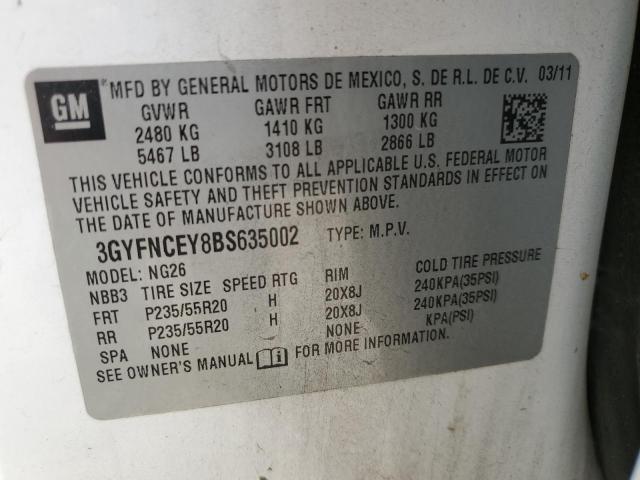 GM
®MFD BY GENERAL MOTORS DE MEXICO, S. DE R.L. DE C.V. 03/11
GVWR GAWR FRT GAWR RR
2480 KG 1410 KG 1300 KG
5467 LB 3108 LB 2866 LB
THIS VEHICLE CONFORMS TO ALL APPLICABLE U.S. FEDERAL MOTOR
VEHICLE SAFETY AND THEFT PREVENTION STANDARDS IN EFFECT ON
THE DATE OF MANUFACTURE SHOWN ABOVE.
3GYFNCEY8BS635002 TYPE: M.P.V.
MODEL: NG26
NBB3 TIRE SIZE SPEED RTG RIM COLD TIRE PRESSURE
FRT P235/55R20 H 20X8J 240KPA(35PSI)
RR P235/55R20 H 20X8J 240KPA(35PSI)
SPA NONE NONE KPA(PSI)
SEE OWNER'S MANUAL FOR MORE INFORMATION.